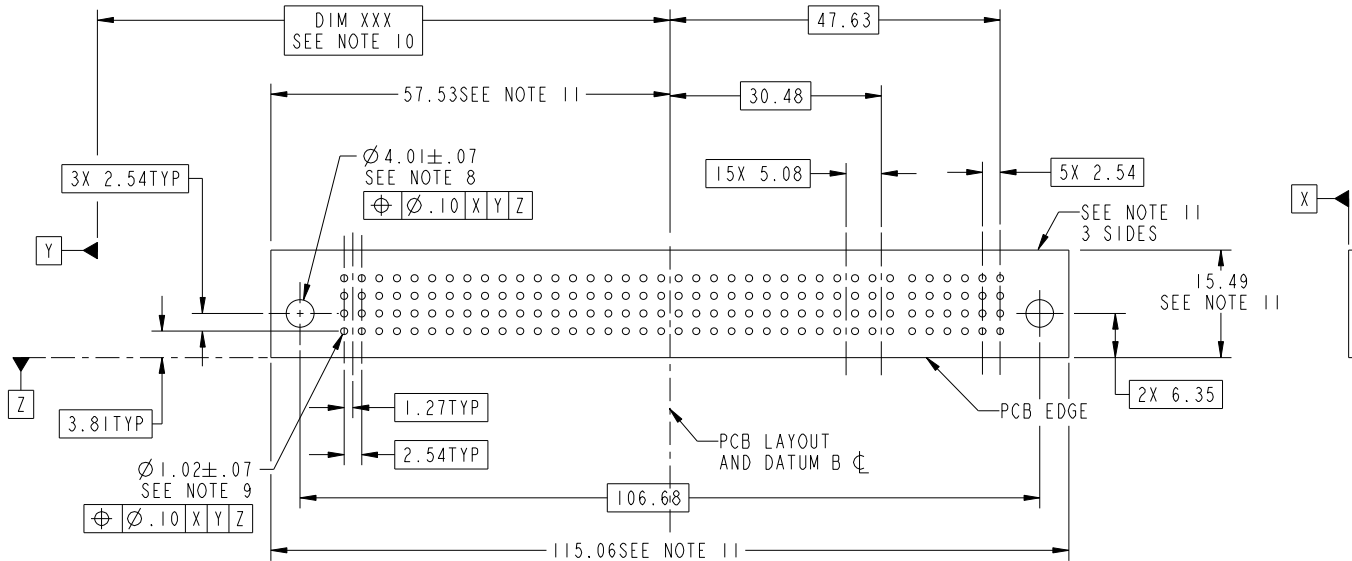 DIM XXX
SEE NOTE 10
47.63
57.53SEE NOTE 11
30.48
Ø4.01±.07
SEE NOTE 8
⌖ Ø.10 X Y Z
3X 2.54TYP
15X 5.08
5X 2.54
X
SEE NOTE 11
3 SIDES
Y
15.49
SEE NOTE 11
Z
3.81TYP
1.27TYP
2.54TYP
2X 6.35
PCB EDGE
PCB LAYOUT
AND DATUM B ℄
Ø1.02±.07
SEE NOTE 9
⌖ Ø.10 X Y Z
106.68
115.06SEE NOTE 11